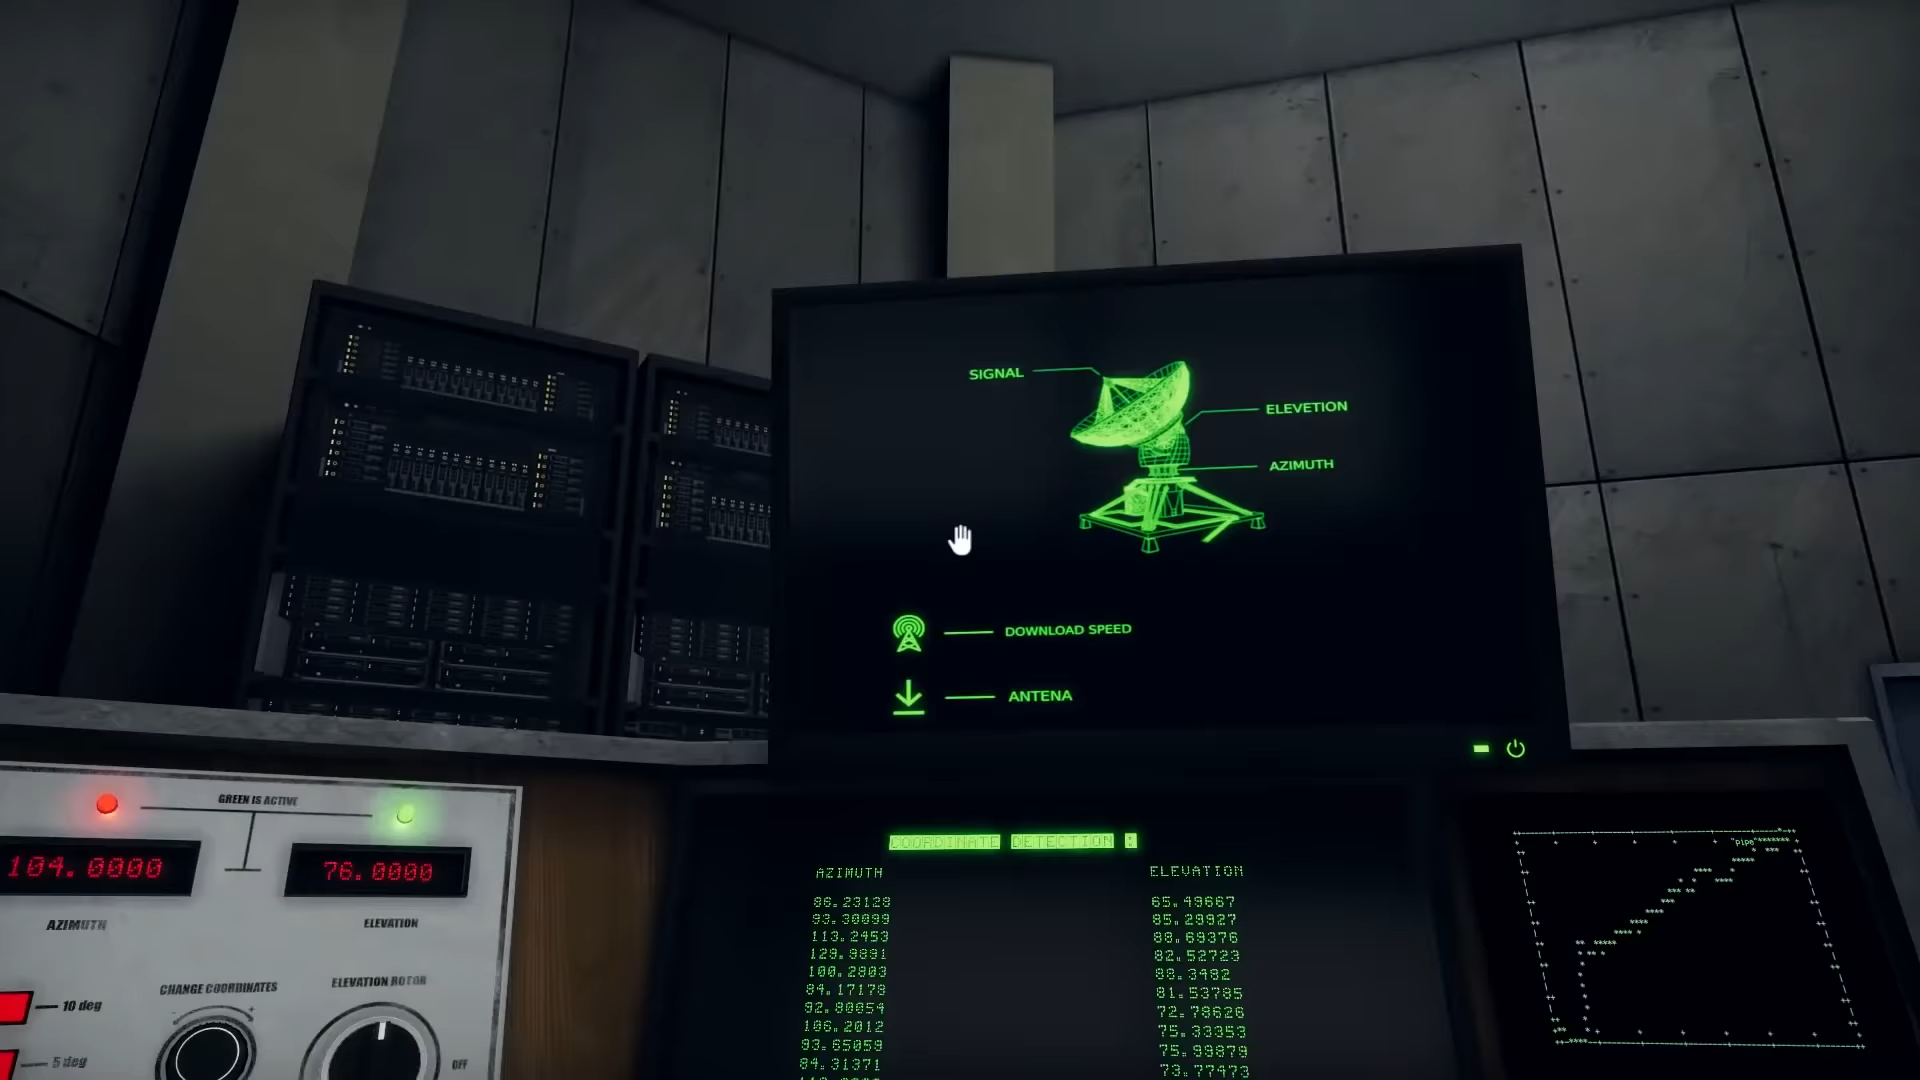 SIGNAL
ELEVETION
AZIMUTH
DOWNLOAD SPEED
ANTENA
GREEN IS ACTIVE
104.0000
76.0000
AZIMUTH
ELEVATION
CHANGE COORDINATES
ELEVATION ROTOR
- +
10 deg
5 deg
OFF
COORDINATE DETECTION :
AZIMUTH ELEVATION
86.23128 65.49667
93.30099 85.29927
113.2453 88.69376
129.9891 82.52723
100.2803 88.3482
84.17178 81.53785
92.80054 72.78626
106.2012 75.33353
93.65059 75.99879
84.31371 73.77473
"pipe"